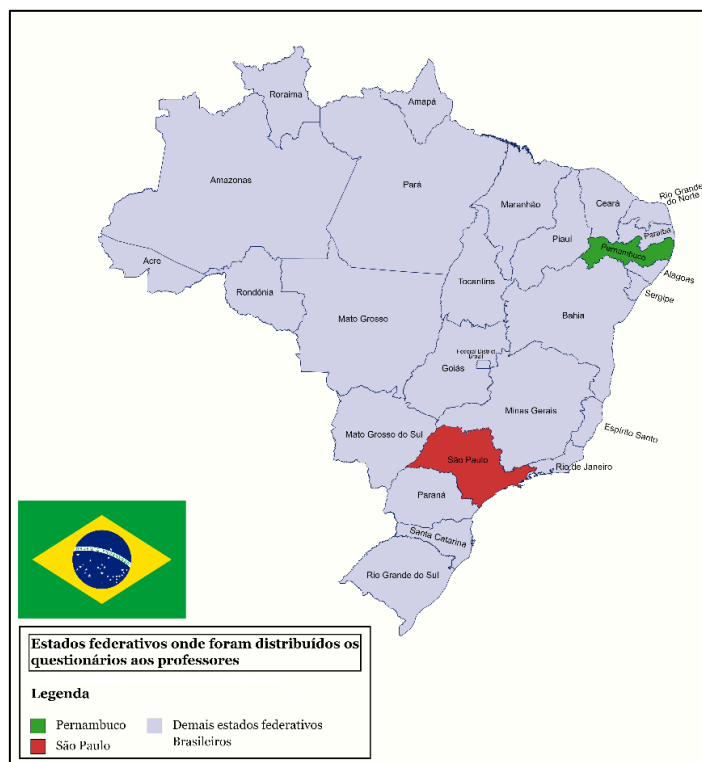 Roraima
Amapá
Amazonas
Pará
Maranhão
Ceará
Rio Grande
do Norte
Paraíba
Piauí
Pernambuco
Acre
Rondônia
Tocantins
Alagoas
Sergipe
Mato Grosso
Bahia
Federal District
Brasil
Goiás
Minas Gerais
Mato Grosso do Sul
Espírito Santo
São Paulo
Rio de Janeiro
Paraná
Santa Catarina
Rio Grande do Sul
Estados federativos onde foram distribuídos os
questionários aos professores
Legenda
Pernambuco
São Paulo
Demais estados federativos
Brasileiros